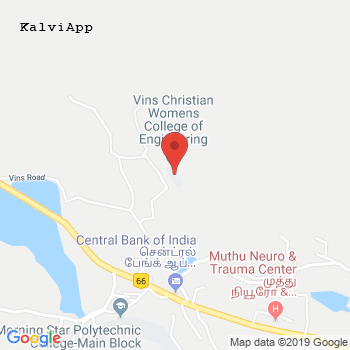 KalviApp
Vins Christian
Womens
College of
Engineering
Vins Road
Central Bank of India
சென்ட்ரல்
பேங்க் ஆப்...
66
Muthu Neuro &
Trauma Center
முத்து
நியூரோ &...
H
Morning Star Polytechnic
College-Main Block
Google
Map data ©2019 Google